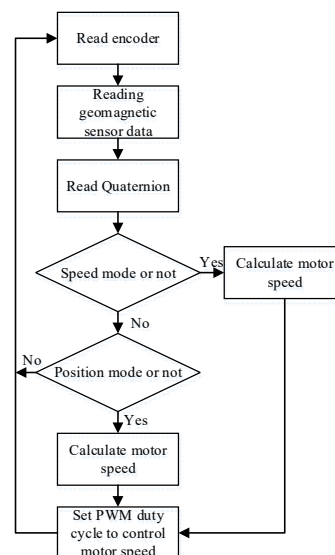 Read encoder
Reading
geomagnetic
sensor data
Read Quaternion
Speed mode or not
Yes
Calculate motor
speed
No
Position mode or not
No
Yes
Calculate motor
speed
Set PWM duty
cycle to control
motor speed